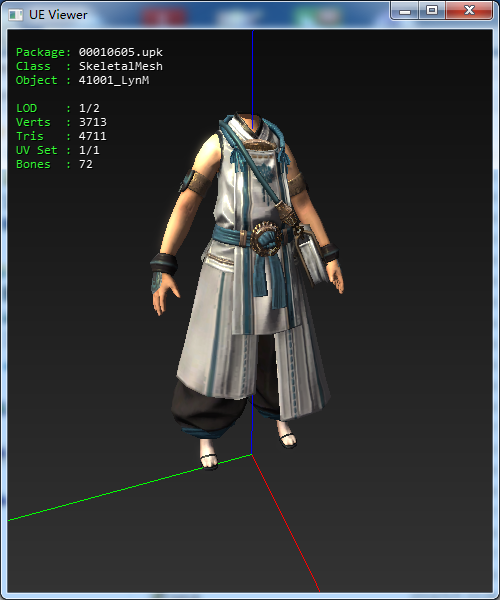 UE Viewer
Package: 00010605.upk
Class : SkeletalMesh
Object : 41001_LynM
LOD : 1/2
Verts : 3713
Tris : 4711
UV Set : 1/1
Bones : 72